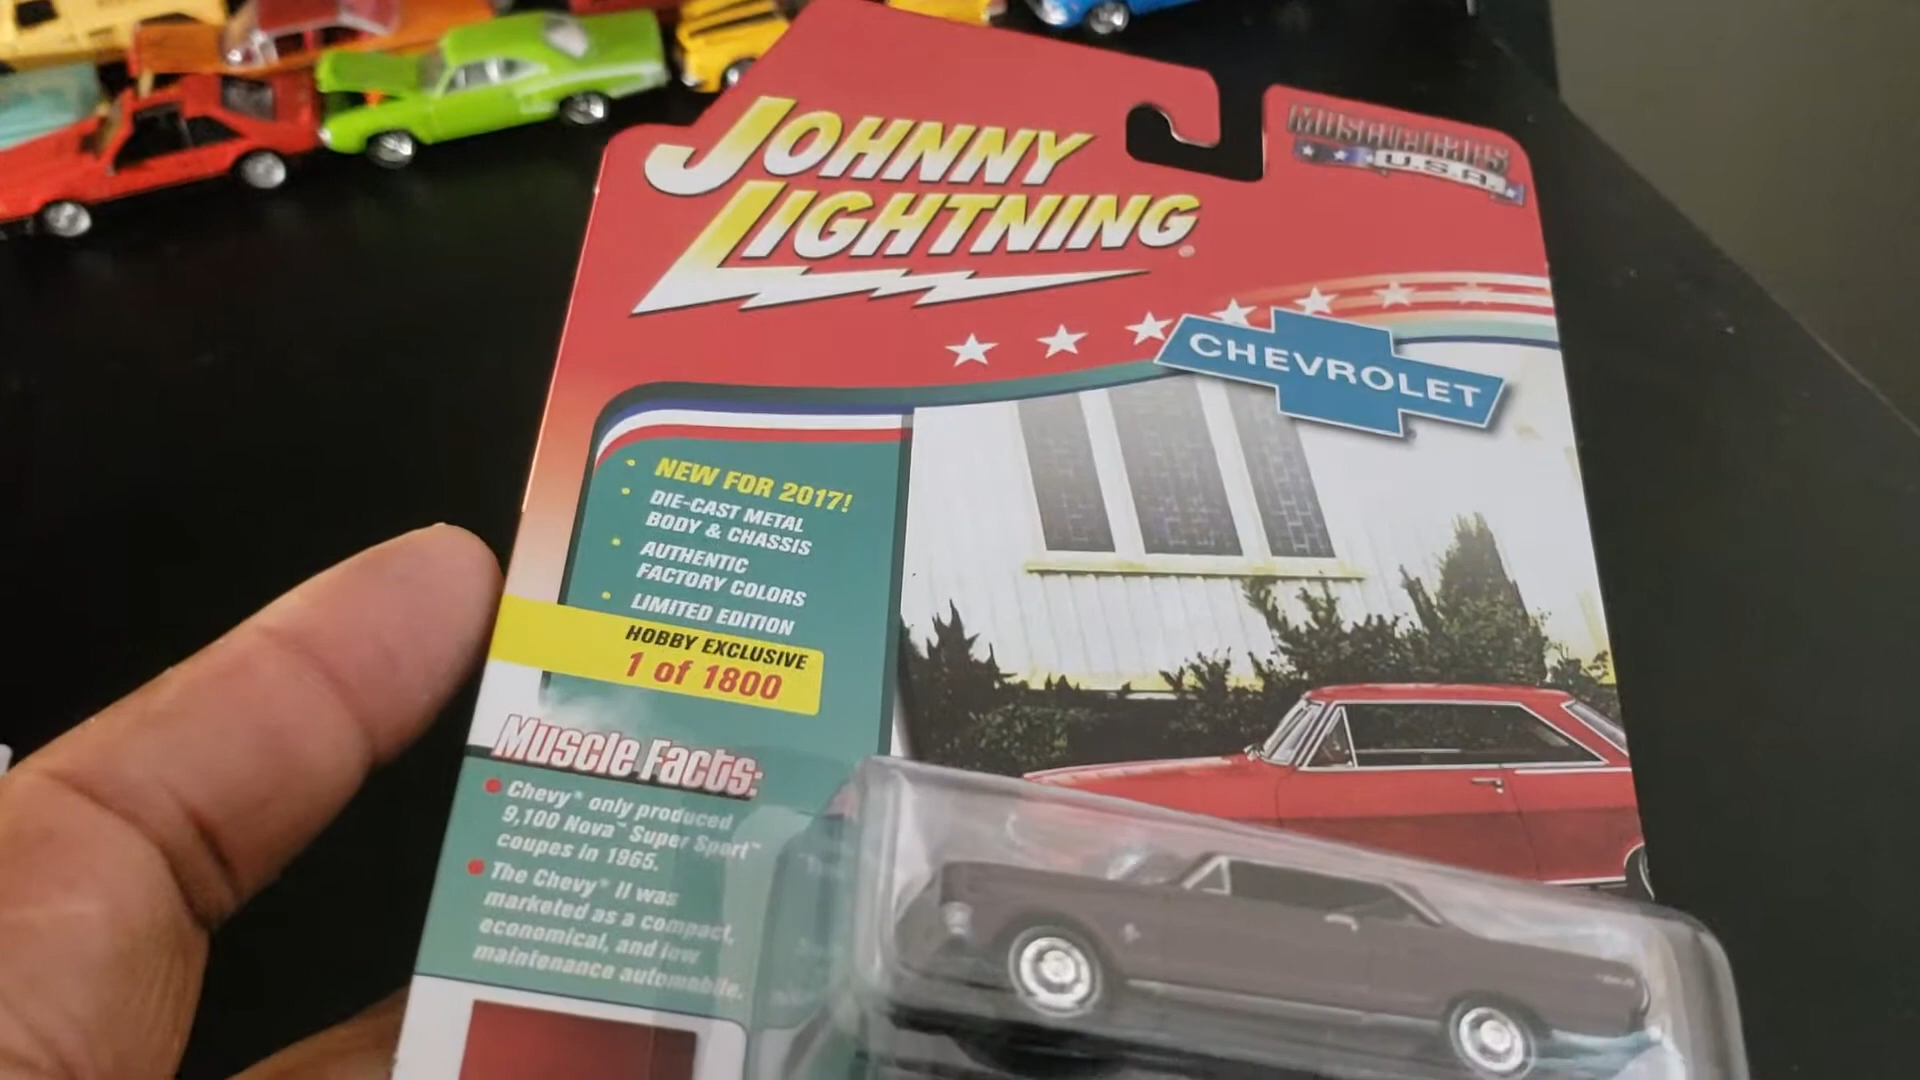 JOHNNY
LIGHTNING
MUSCLE CARS
U.S.A.
CHEVROLET
• NEW FOR 2017!
• DIE-CAST METAL
BODY & CHASSIS
• AUTHENTIC
FACTORY COLORS
• LIMITED EDITION
HOBBY EXCLUSIVE
1 of 1800
Muscle Facts:
• Chevy® only produced
9,100 Nova™ Super Sport™
coupes in 1965.
• The Chevy® II was
marketed as a compact,
economical, and low
maintenance automobile.